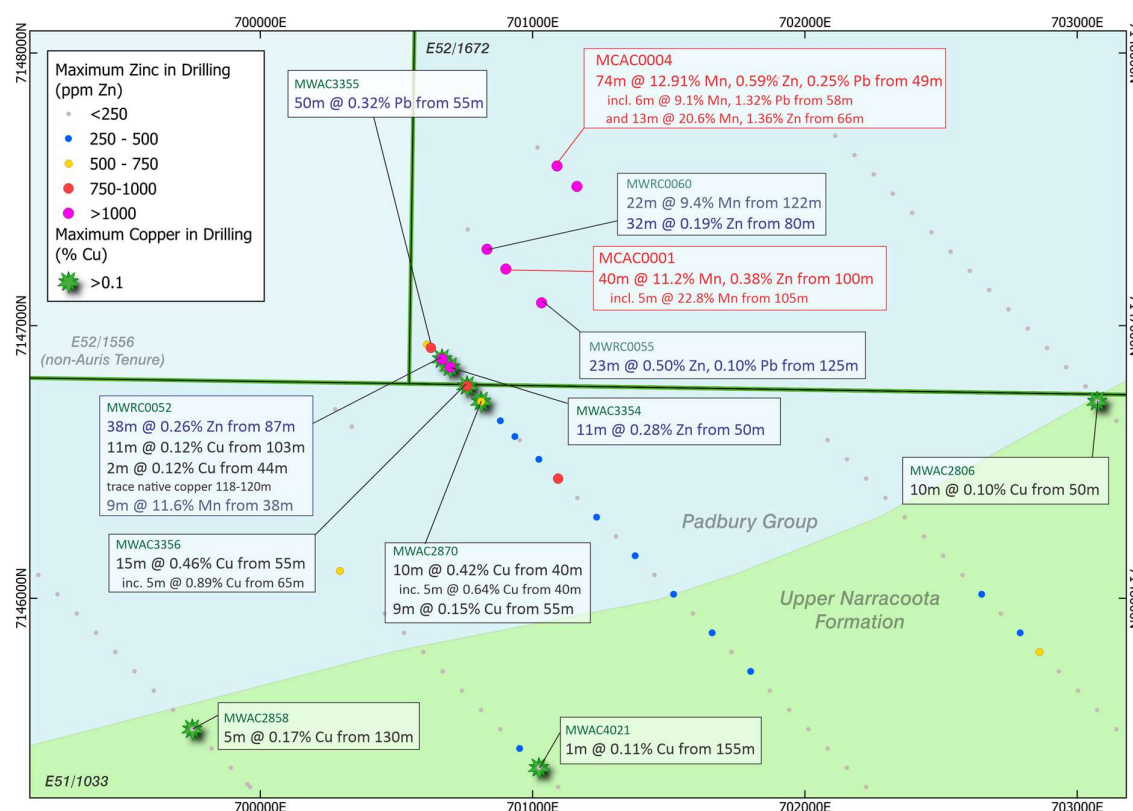 700000E
701000E
702000E
703000E
7148000N
7147000N
7146000N
E52/1672
Maximum Zinc in Drilling
(ppm Zn)
<250
250 - 500
500 - 750
750-1000
>1000
Maximum Copper in Drilling
(% Cu)
>0.1
MWAC3355
50m @ 0.32% Pb from 55m
MCAC0004
74m @ 12.91% Mn, 0.59% Zn, 0.25% Pb from 49m
incl. 6m @ 9.1% Mn, 1.32% Pb from 58m
and 13m @ 20.6% Mn, 1.36% Zn from 66m
MWRC0060
22m @ 9.4% Mn from 122m
32m @ 0.19% Zn from 80m
MCAC0001
40m @ 11.2% Mn, 0.38% Zn from 100m
incl. 5m @ 22.8% Mn from 105m
E52/1556
(non-Auris Tenure)
MWRC0055
23m @ 0.50% Zn, 0.10% Pb from 125m
MWRC0052
38m @ 0.26% Zn from 87m
11m @ 0.12% Cu from 103m
2m @ 0.12% Cu from 44m
trace native copper 118-120m
9m @ 11.6% Mn from 38m
MWAC3354
11m @ 0.28% Zn from 50m
MWAC2806
10m @ 0.10% Cu from 50m
Padbury Group
MWAC3356
15m @ 0.46% Cu from 55m
inc. 5m @ 0.89% Cu from 65m
MWAC2870
10m @ 0.42% Cu from 40m
inc. 5m @ 0.64% Cu from 40m
9m @ 0.15% Cu from 55m
Upper Narracoota
Formation
MWAC2858
5m @ 0.17% Cu from 130m
MWAC4021
1m @ 0.11% Cu from 155m
E51/1033
700000E
701000E
702000E
703000E